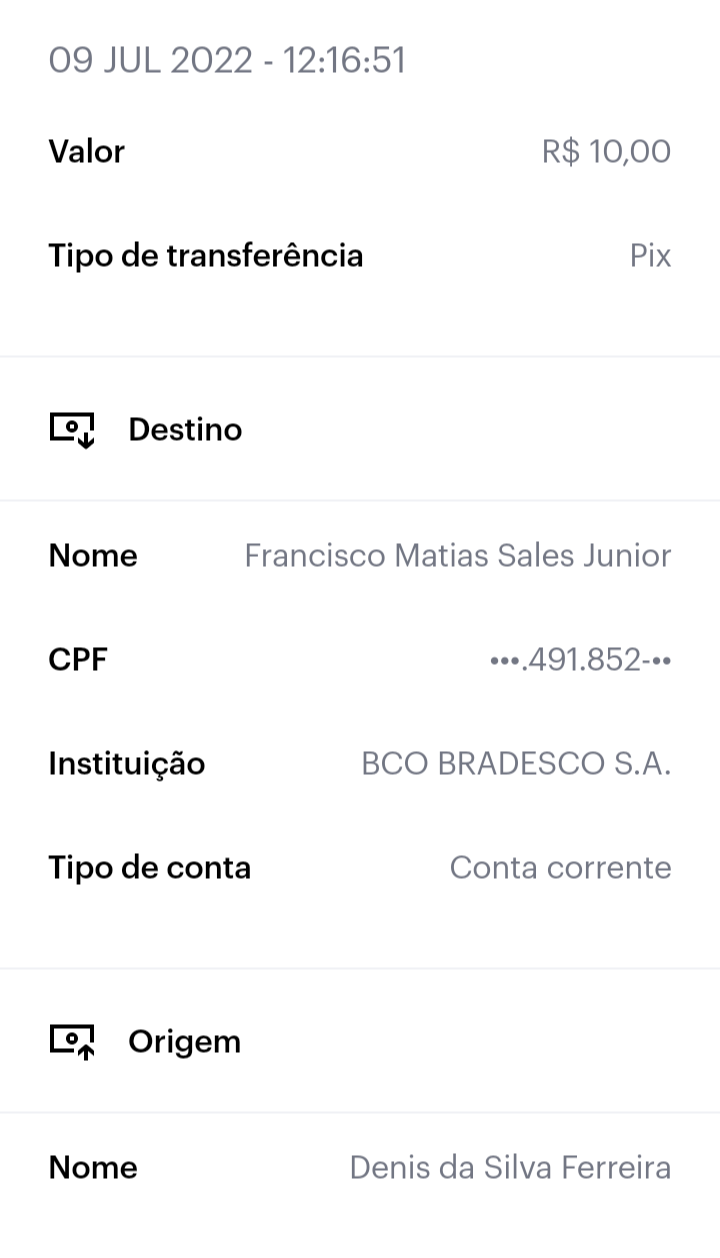 09 JUL 2022 - 12:16:51
Valor R$ 10,00
Tipo de transferência Pix
Destino
Nome Francisco Matias Sales Junior
CPF •••.491.852-••
Instituição BCO BRADESCO S.A.
Tipo de conta Conta corrente
Origem
Nome Denis da Silva Ferreira